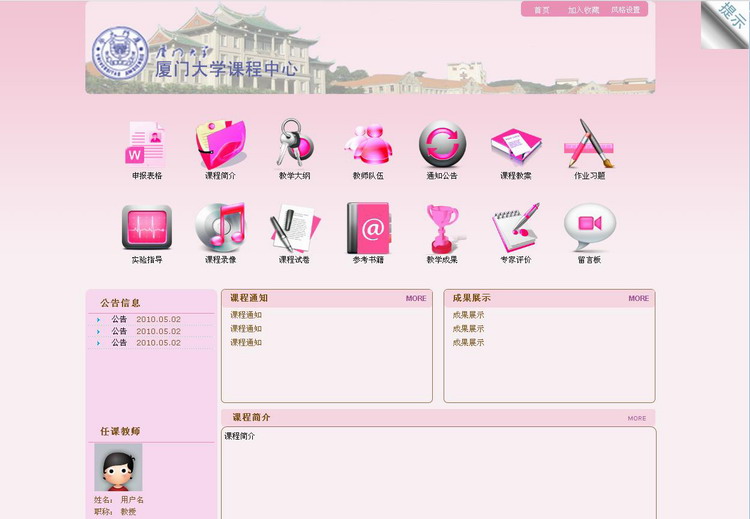 首页 加入收藏 风格设置
提示
厦门大学
厦门大学课程中心
W
申报表格 课程简介 教学大纲 教师队伍 通知公告 课程教案 作业习题
@
实验指导 课程录像 课程试卷 参考书籍 教学成果 专家评价 留言板
公告信息
公告 2010.05.02
公告 2010.05.02
公告 2010.05.02
课程通知 MORE
课程通知
课程通知
课程通知
成果展示 MORE
成果展示
成果展示
成果展示
课程简介 MORE
课程简介
任课教师
姓名： 用户名
职称： 教授